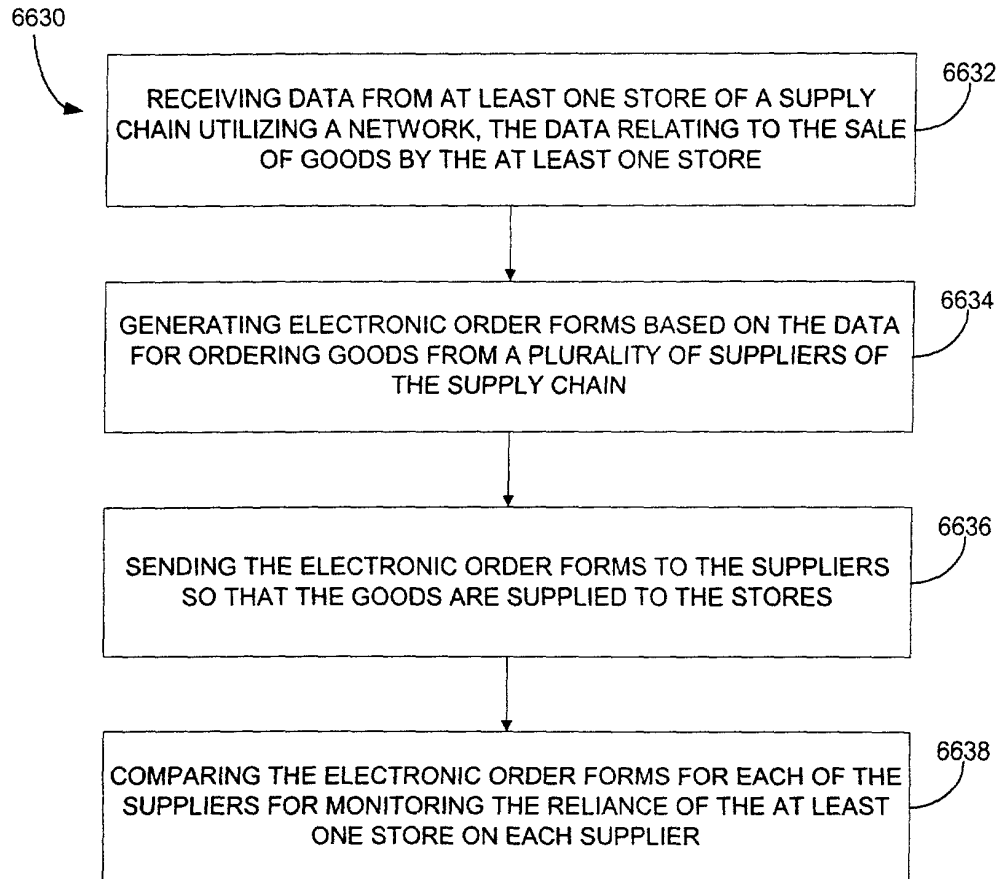 6630
6632
RECEIVING DATA FROM AT LEAST ONE STORE OF A SUPPLY
CHAIN UTILIZING A NETWORK, THE DATA RELATING TO THE SALE
OF GOODS BY THE AT LEAST ONE STORE
6634
GENERATING ELECTRONIC ORDER FORMS BASED ON THE DATA
FOR ORDERING GOODS FROM A PLURALITY OF SUPPLIERS OF
THE SUPPLY CHAIN
6636
SENDING THE ELECTRONIC ORDER FORMS TO THE SUPPLIERS
SO THAT THE GOODS ARE SUPPLIED TO THE STORES
6638
COMPARING THE ELECTRONIC ORDER FORMS FOR EACH OF THE
SUPPLIERS FOR MONITORING THE RELIANCE OF THE AT LEAST
ONE STORE ON EACH SUPPLIER